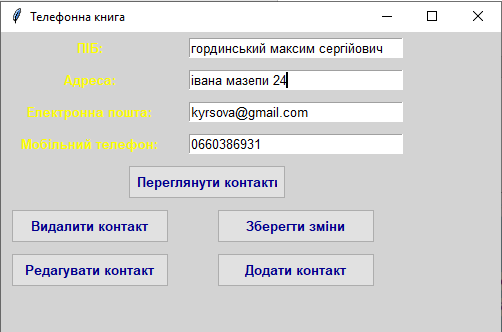 Телефонна книга
ПІБ: гординський максим сергійович
Адреса: івана мазепи 24
Електронна пошта: kyrsova@gmail.com
Мобільний телефон: 0660386931
Переглянути контакти
Видалити контакт Зберегти зміни
Редагувати контакт Додати контакт